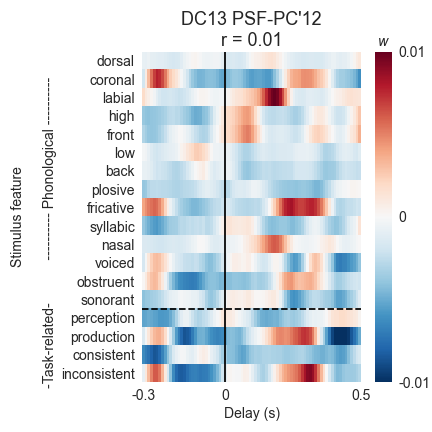 DC13 PSF-PC'12
r = 0.01
w
dorsal
coronal
labial
high
front
low
back
plosive
fricative
syllabic
nasal
voiced
obstruent
sonorant
perception
production
consistent
inconsistent
Stimulus feature
---------- Phonological ----------
-Task-related-
-0.3
0
0.5
Delay (s)
0.01
0
-0.01